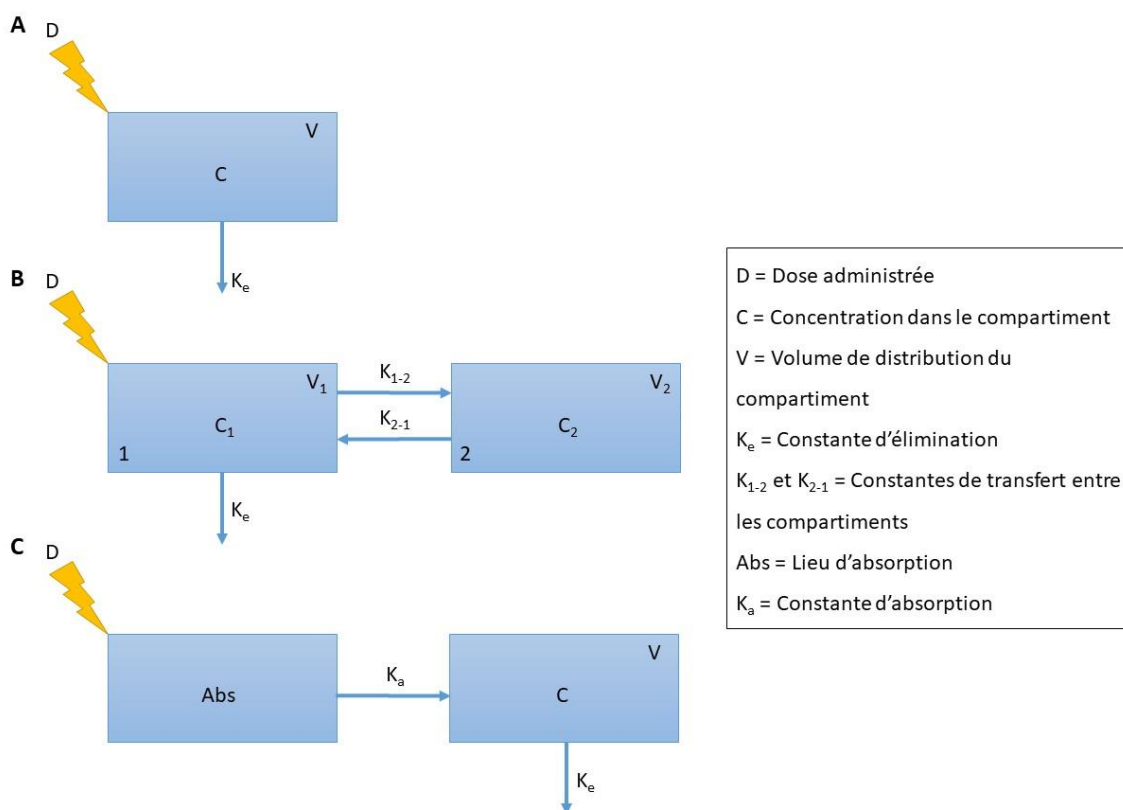 A
D
V
C
Kₑ
B
D
V₁
K₁₋₂
V₂
C₁
K₂₋₁
C₂
1
2
Kₑ
C
D
V
Kₐ
Abs
C
Kₑ
D = Dose administrée
C = Concentration dans le compartiment
V = Volume de distribution du
compartiment
Kₑ = Constante d'élimination
K₁₋₂ et K₂₋₁ = Constantes de transfert entre
les compartiments
Abs = Lieu d'absorption
Kₐ = Constante d'absorption